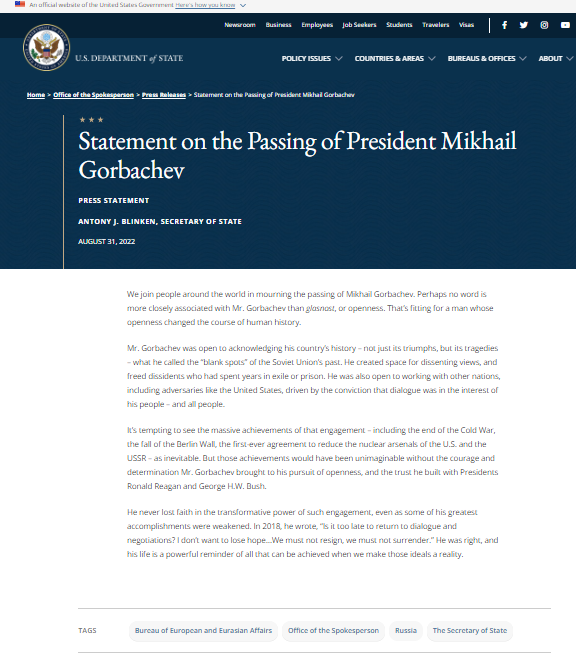 An official website of the United States Government Here's how you know
Newsroom Business Employees Job Seekers Students Travelers Visas
U.S. DEPARTMENT of STATE
POLICY ISSUES COUNTRIES & AREAS BUREAUS & OFFICES ABOUT
Home > Office of the Spokesperson > Press Releases > Statement on the Passing of President Mikhail Gorbachev
Statement on the Passing of President Mikhail
Gorbachev
PRESS STATEMENT
ANTONY J. BLINKEN, SECRETARY OF STATE
AUGUST 31, 2022
We join people around the world in mourning the passing of Mikhail Gorbachev. Perhaps no word is
more closely associated with Mr. Gorbachev than glasnost, or openness. That's fitting for a man whose
openness changed the course of human history.
Mr. Gorbachev was open to acknowledging his country's history – not just its triumphs, but its tragedies
– what he called the "blank spots" of the Soviet Union's past. He created space for dissenting views, and
freed dissidents who had spent years in exile or prison. He was also open to working with other nations,
including adversaries like the United States, driven by the conviction that dialogue was in the interest of
his people – and all people.
It's tempting to see the massive achievements of that engagement – including the end of the Cold War,
the fall of the Berlin Wall, the first-ever agreement to reduce the nuclear arsenals of the U.S. and the
USSR – as inevitable. But those achievements would have been unimaginable without the courage and
determination Mr. Gorbachev brought to his pursuit of openness, and the trust he built with Presidents
Ronald Reagan and George H.W. Bush.
He never lost faith in the transformative power of such engagement, even as some of his greatest
accomplishments were weakened. In 2018, he wrote, "Is it too late to return to dialogue and
negotiations? I don't want to lose hope...We must not resign, we must not surrender." He was right, and
his life is a powerful reminder of all that can be achieved when we make those ideals a reality.
TAGS Bureau of European and Eurasian Affairs Office of the Spokesperson Russia The Secretary of State